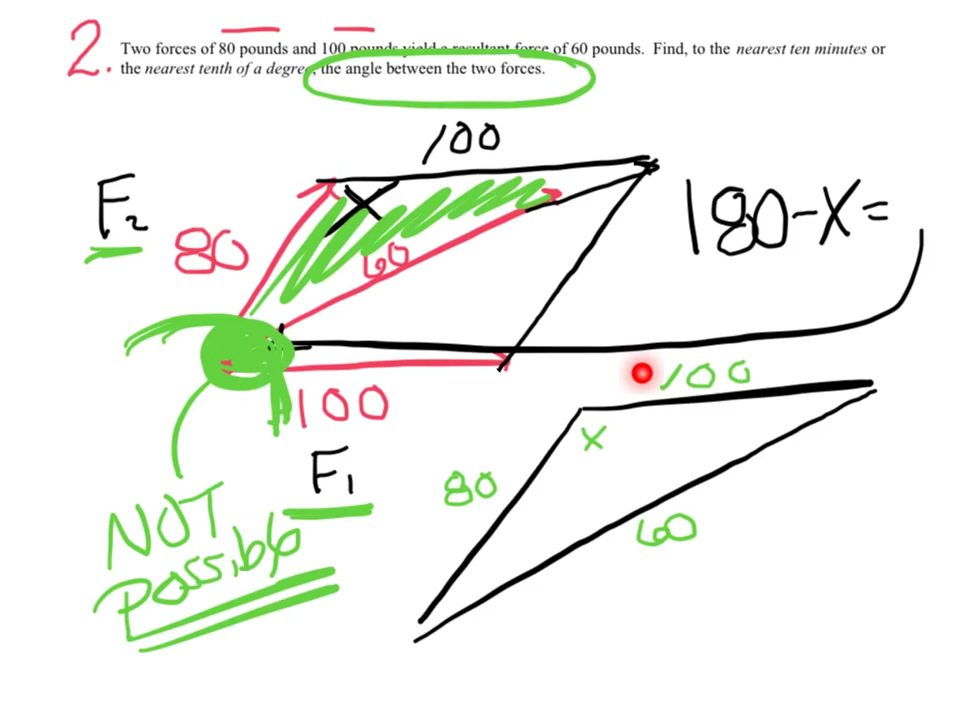 2.
Two forces of 80 pounds and 100 pounds yield a resultant force of 60 pounds. Find, to the nearest ten minutes or
the nearest tenth of a degree, the angle between the two forces.
100
F2
X
180-X=
80
60
100
100
F1
X
80
60
NOT
Possible